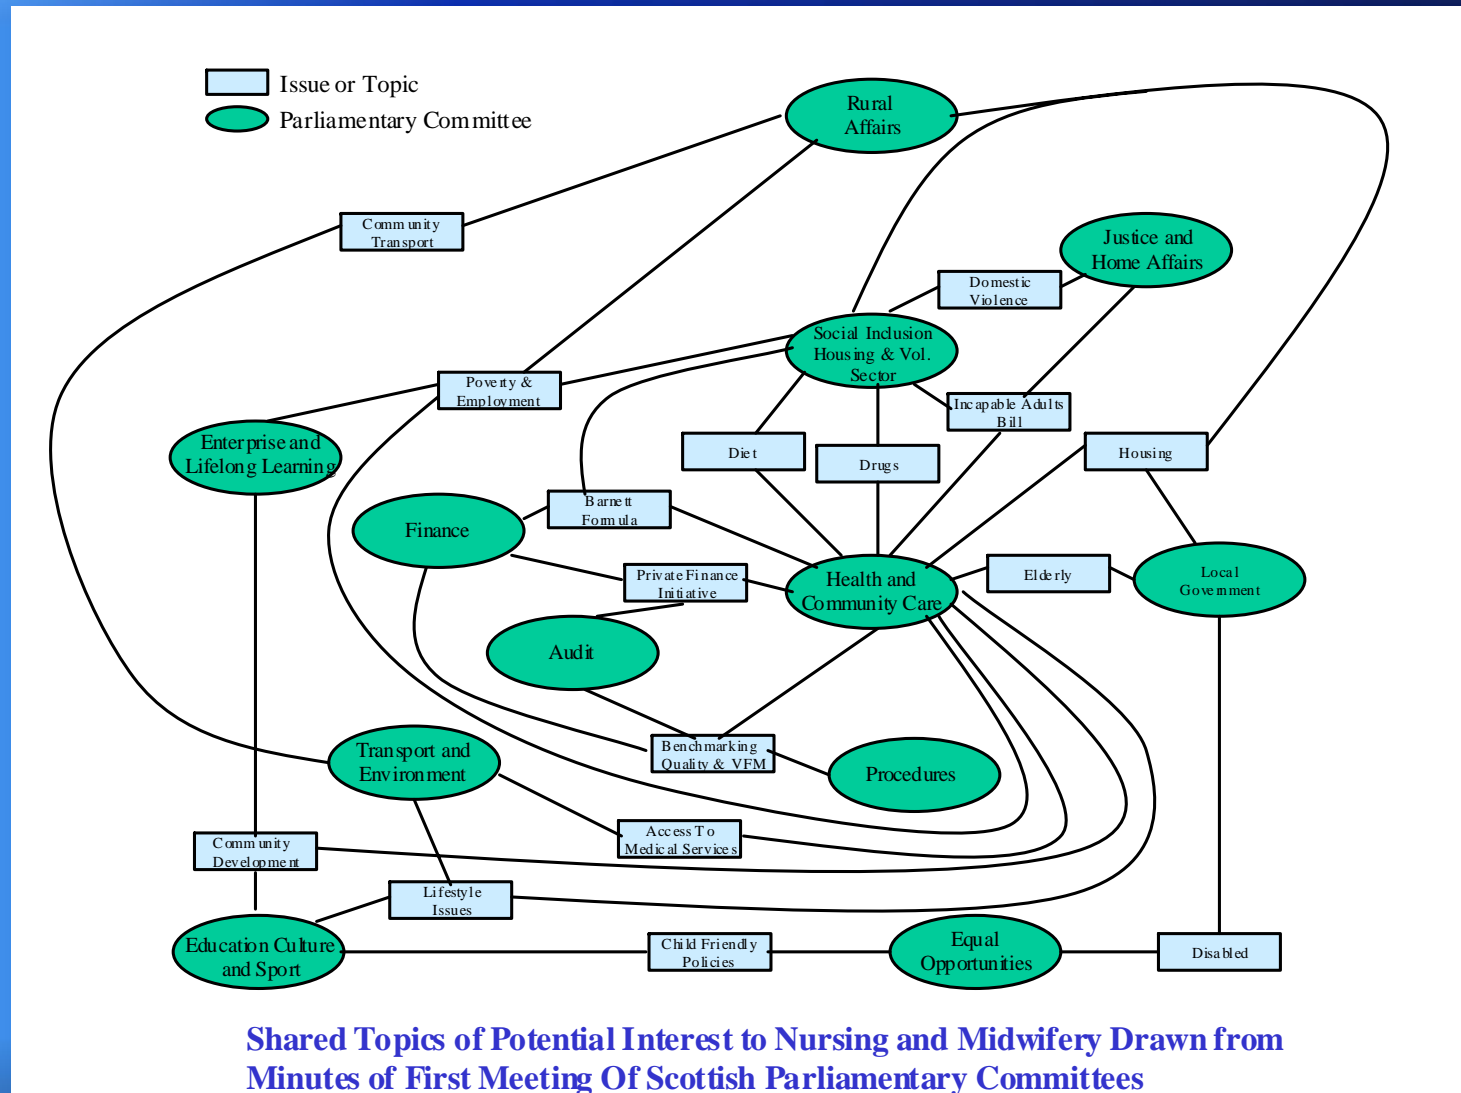 Issue or Topic
Parliamentary Committee
Rural
Affairs
Community
Transport
Justice and
Home Affairs
Domestic
Violence
Social Inclusion
Housing & Vol.
Sector
Poverty &
Employment
Incapable Adults
Bill
Enterprise and
Lifelong Learning
Diet
Drugs
Housing
Barnett
Formula
Finance
Private Finance
Initiative
Health and
Community Care
Elderly
Local
Government
Audit
Transport and
Environment
Benchmarking
Quality & VFM
Procedures
Access To
Medical Services
Community
Development
Lifestyle
Issues
Education Culture
and Sport
Child Friendly
Policies
Equal
Opportunities
Disabled
Shared Topics of Potential Interest to Nursing and Midwifery Drawn from
Minutes of First Meeting Of Scottish Parliamentary Committees